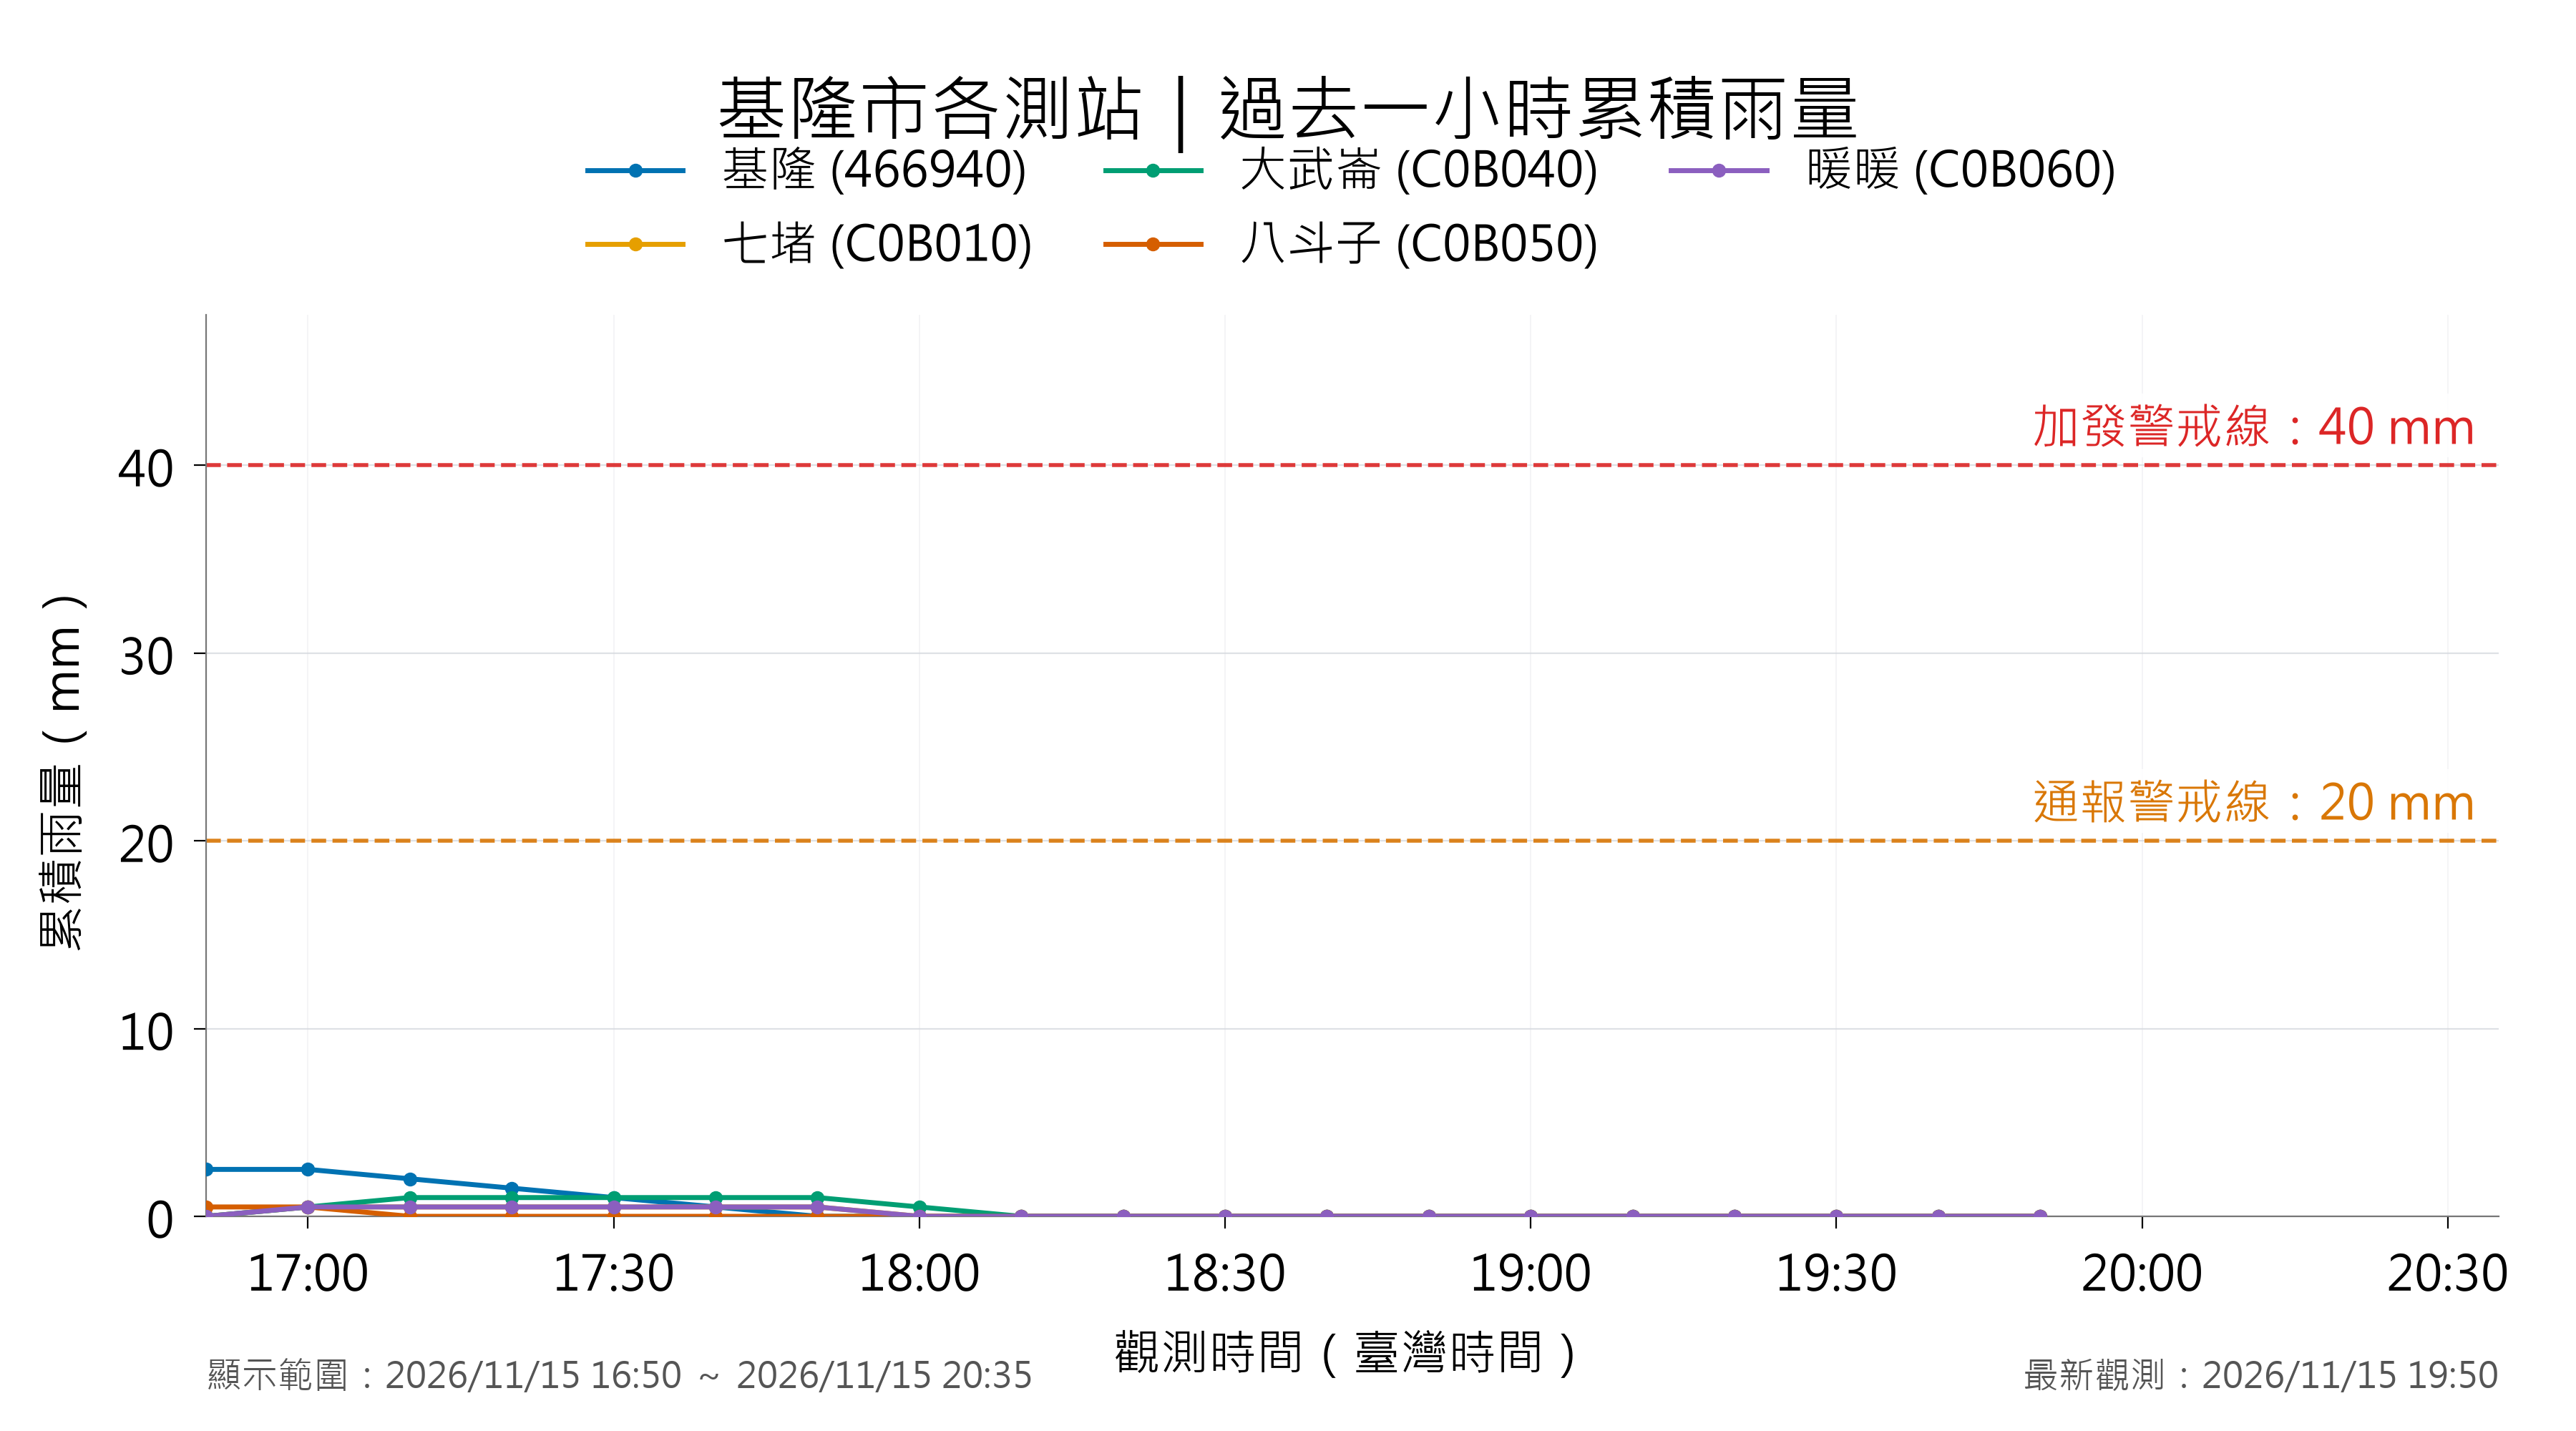 基隆市各測站｜過去一小時累積雨量
基隆 (466940)
大武崙 (C0B040)
暖暖 (C0B060)
七堵 (C0B010)
八斗子 (C0B050)
加發警戒線：40 mm
通報警戒線：20 mm
累積雨量（mm）
40
30
20
10
0
17:00
17:30
18:00
18:30
19:00
19:30
20:00
20:30
觀測時間（臺灣時間）
顯示範圍：2026/11/15 16:50 ~ 2026/11/15 20:35
最新觀測：2026/11/15 19:50